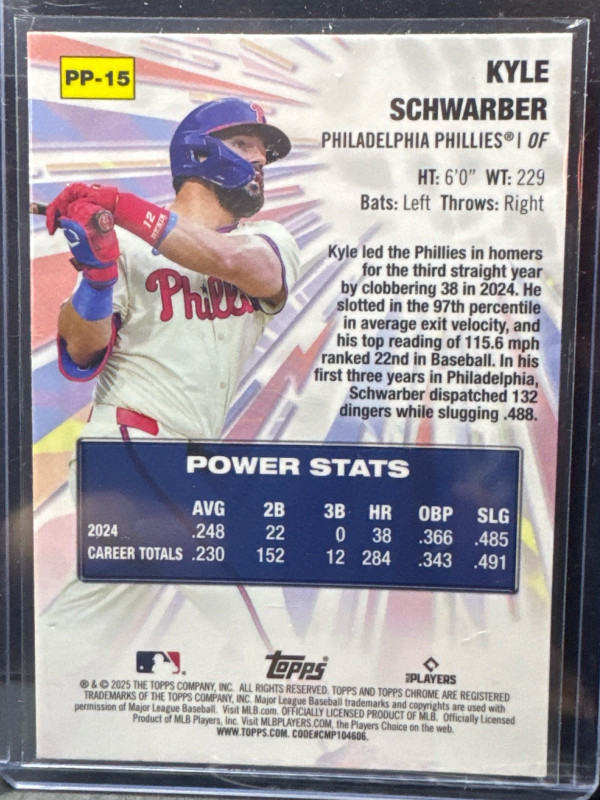 PP-15
KYLE
SCHWARBER
PHILADELPHIA PHILLIES® | OF
HT: 6'0" WT: 229
Bats: Left Throws: Right
Kyle led the Phillies in homers
for the third straight year
by clobbering 38 in 2024. He
slotted in the 97th percentile
in average exit velocity, and
his top reading of 115.6 mph
ranked 22nd in Baseball. In his
first three years in Philadelphia,
Schwarber dispatched 132
dingers while slugging .488.
P
12
Philli
POWER STATS
AVG 2B 3B HR OBP SLG
2024 .248 22 0 38 .366 .485
CAREER TOTALS .230 152 12 284 .343 .491
topps
PLAYERS
® & © 2025 THE TOPPS COMPANY, INC. ALL RIGHTS RESERVED. TOPPS AND TOPPS CHROME ARE REGISTERED
TRADEMARKS OF THE TOPPS COMPANY, INC. Major League Baseball trademarks and copyrights are used with
permission of Major League Baseball. Visit MLB.com. OFFICIALLY LICENSED PRODUCT OF MLB. Officially Licensed
Product of MLB Players, Inc. Visit MLBPLAYERS.COM, the Players Choice on the web.
WWW.TOPPS.COM. CODE#CMP104606.